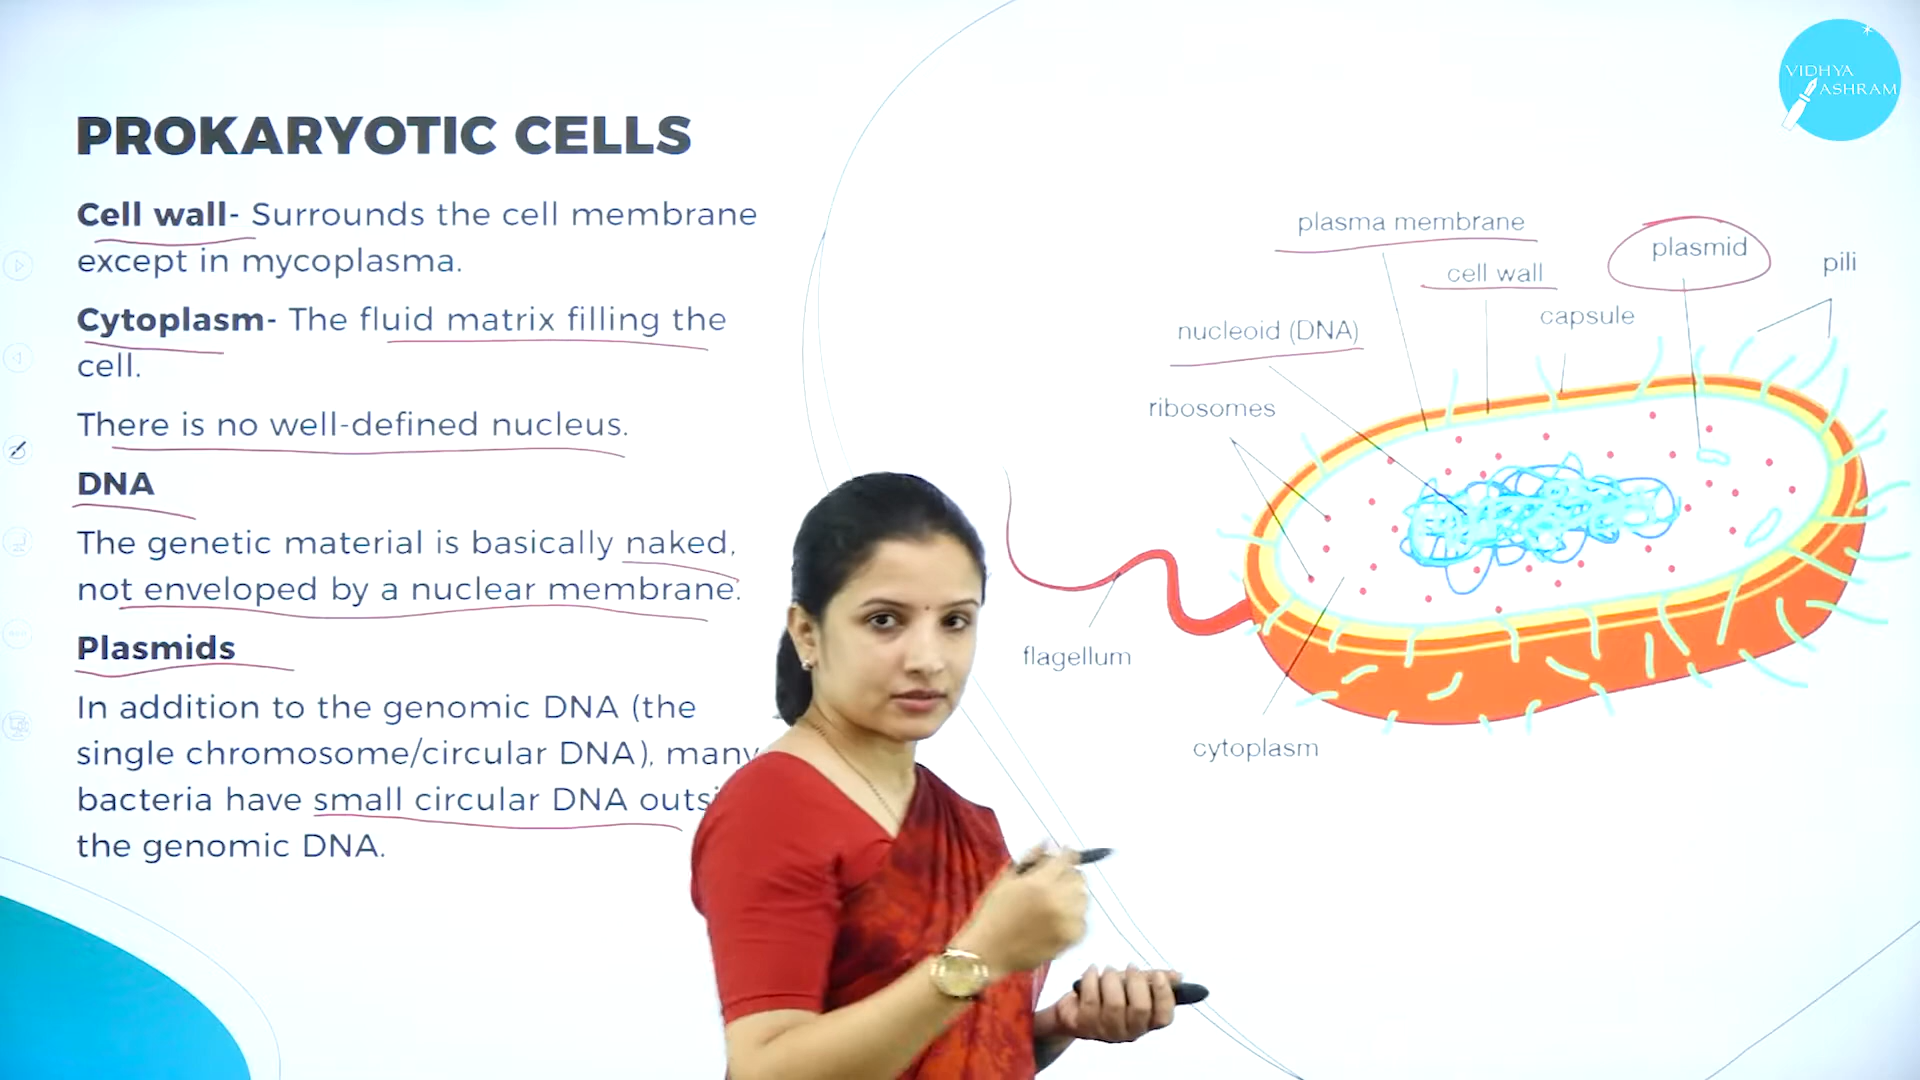 VIDHYA
ASHRAM
PROKARYOTIC CELLS
Cell wall- Surrounds the cell membrane
except in mycoplasma.
Cytoplasm- The fluid matrix filling the
cell.
There is no well-defined nucleus.
DNA
The genetic material is basically naked,
not enveloped by a nuclear membrane.
Plasmids
In addition to the genomic DNA (the
single chromosome/circular DNA), many
bacteria have small circular DNA
the genomic DNA.
plasma membrane
plasmid
pili
cell wall
capsule
nucleoid (DNA)
ribosomes
flagellum
cytoplasm